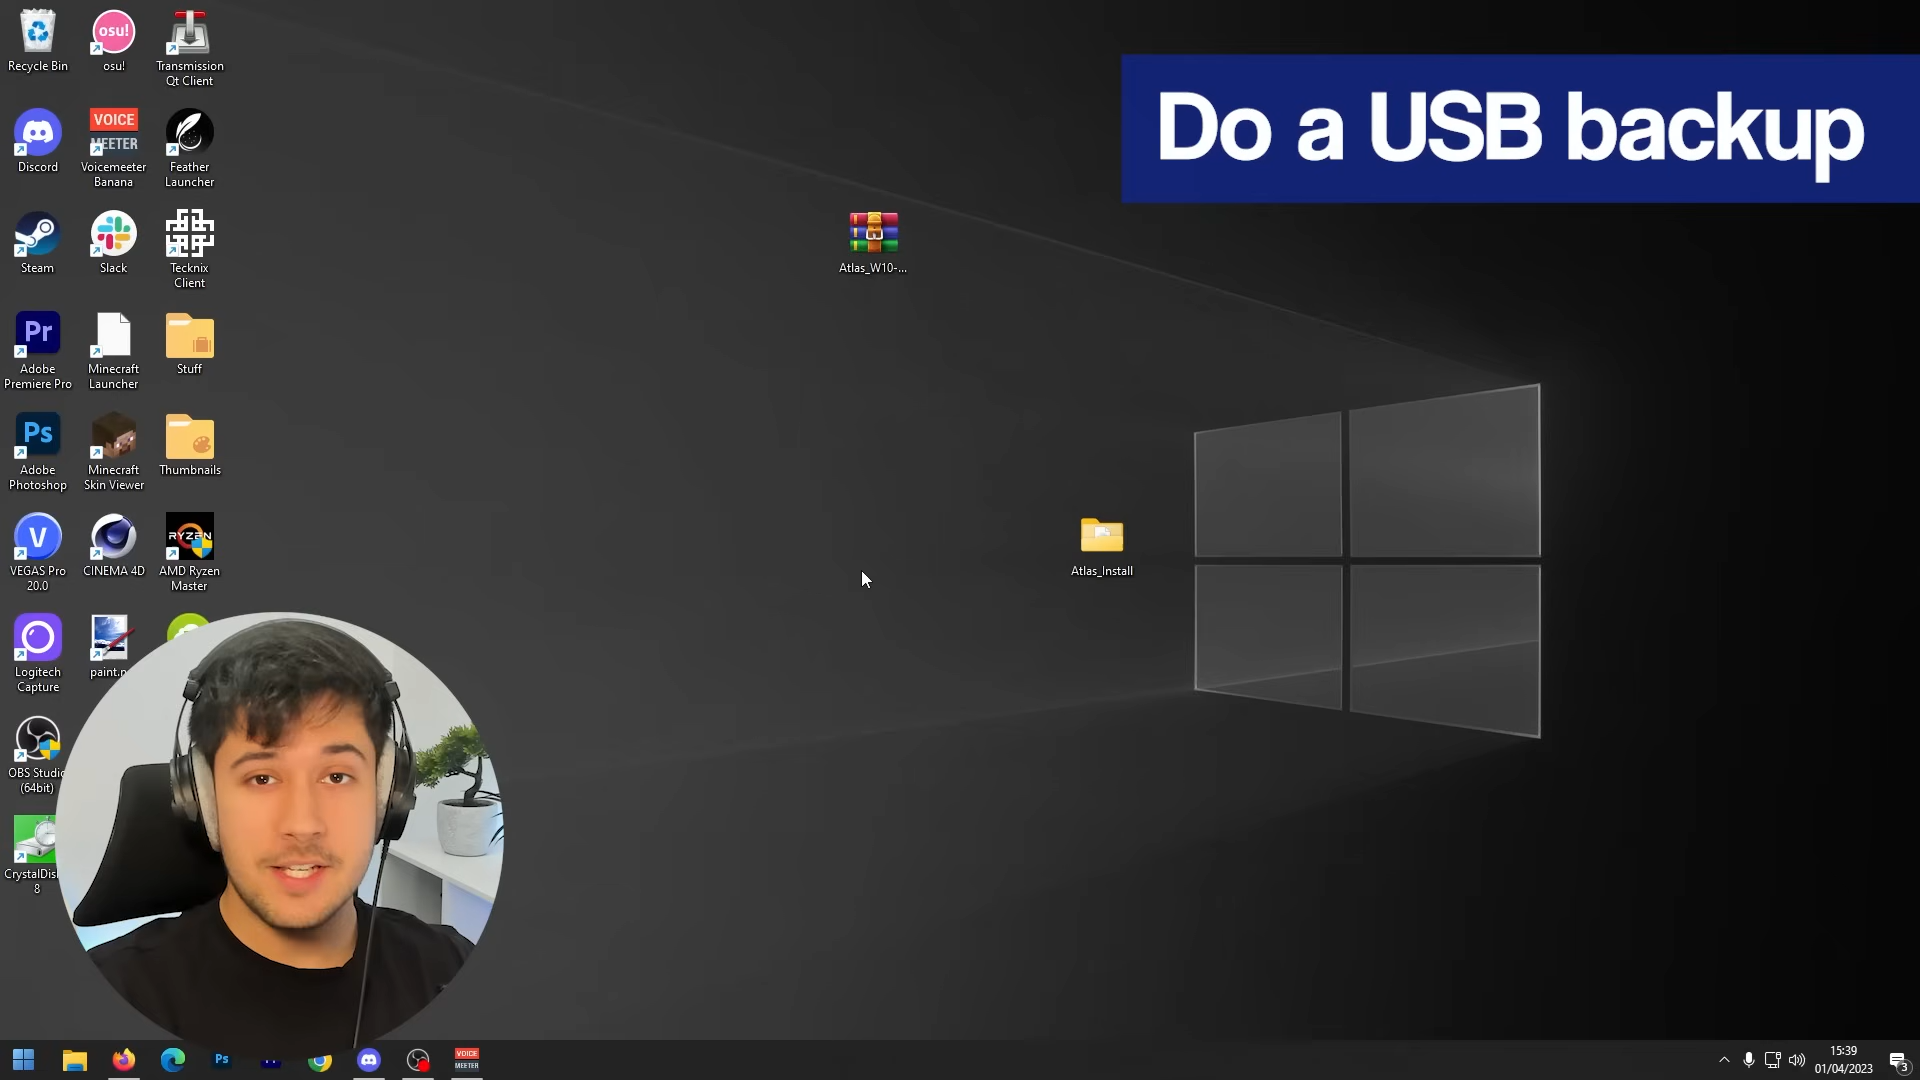 Do a USB backup
Recycle Bin
osu!
osu!
Transmission
Qt Client
Discord
VOICE
MEETER
Voicemeeter
Banana
Feather
Launcher
Steam
Slack
Tecknix
Client
Atlas_W10-...
Pr
Adobe
Premiere Pro
Minecraft
Launcher
Stuff
Ps
Adobe
Photoshop
Minecraft
Skin Viewer
Thumbnails
V
VEGAS Pro
20.0
CINEMA 4D
RYZEN
AMD Ryzen
Master
Atlas_Install
Logitech
Capture
paint.n
OBS Studio
(64bit)
CrystalDis
8
Ps
VOICE
MEETER
15:39
01/04/2023
3